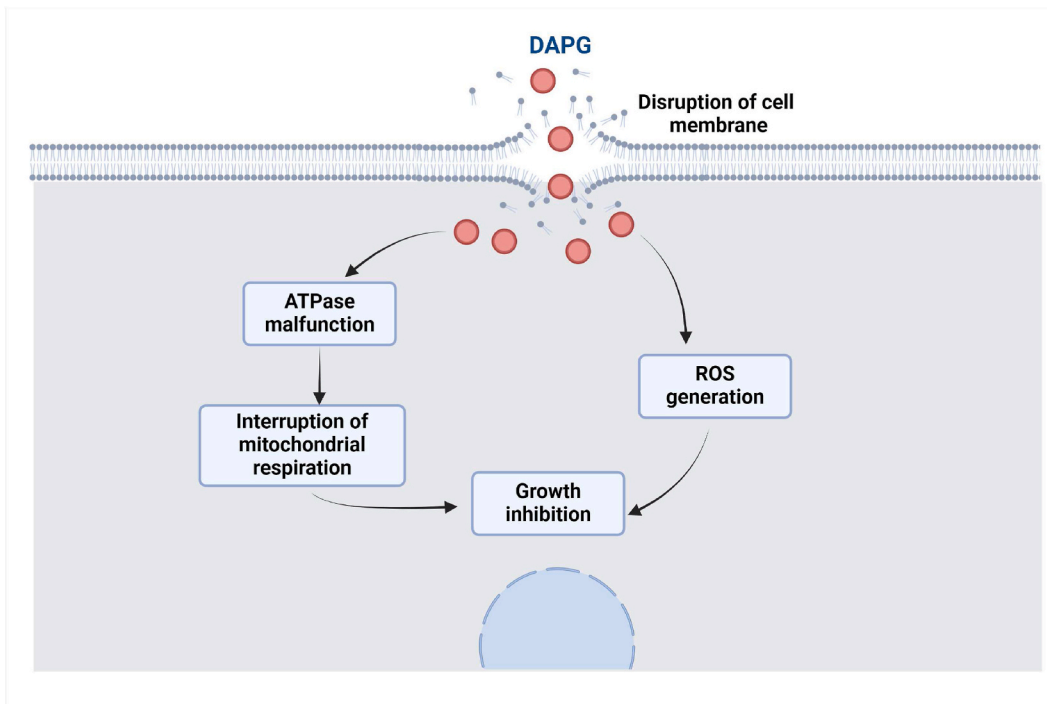 DAPG
Disruption of cell
membrane
ATPase
malfunction
Interruption of
mitochondrial
respiration
ROS
generation
Growth
inhibition